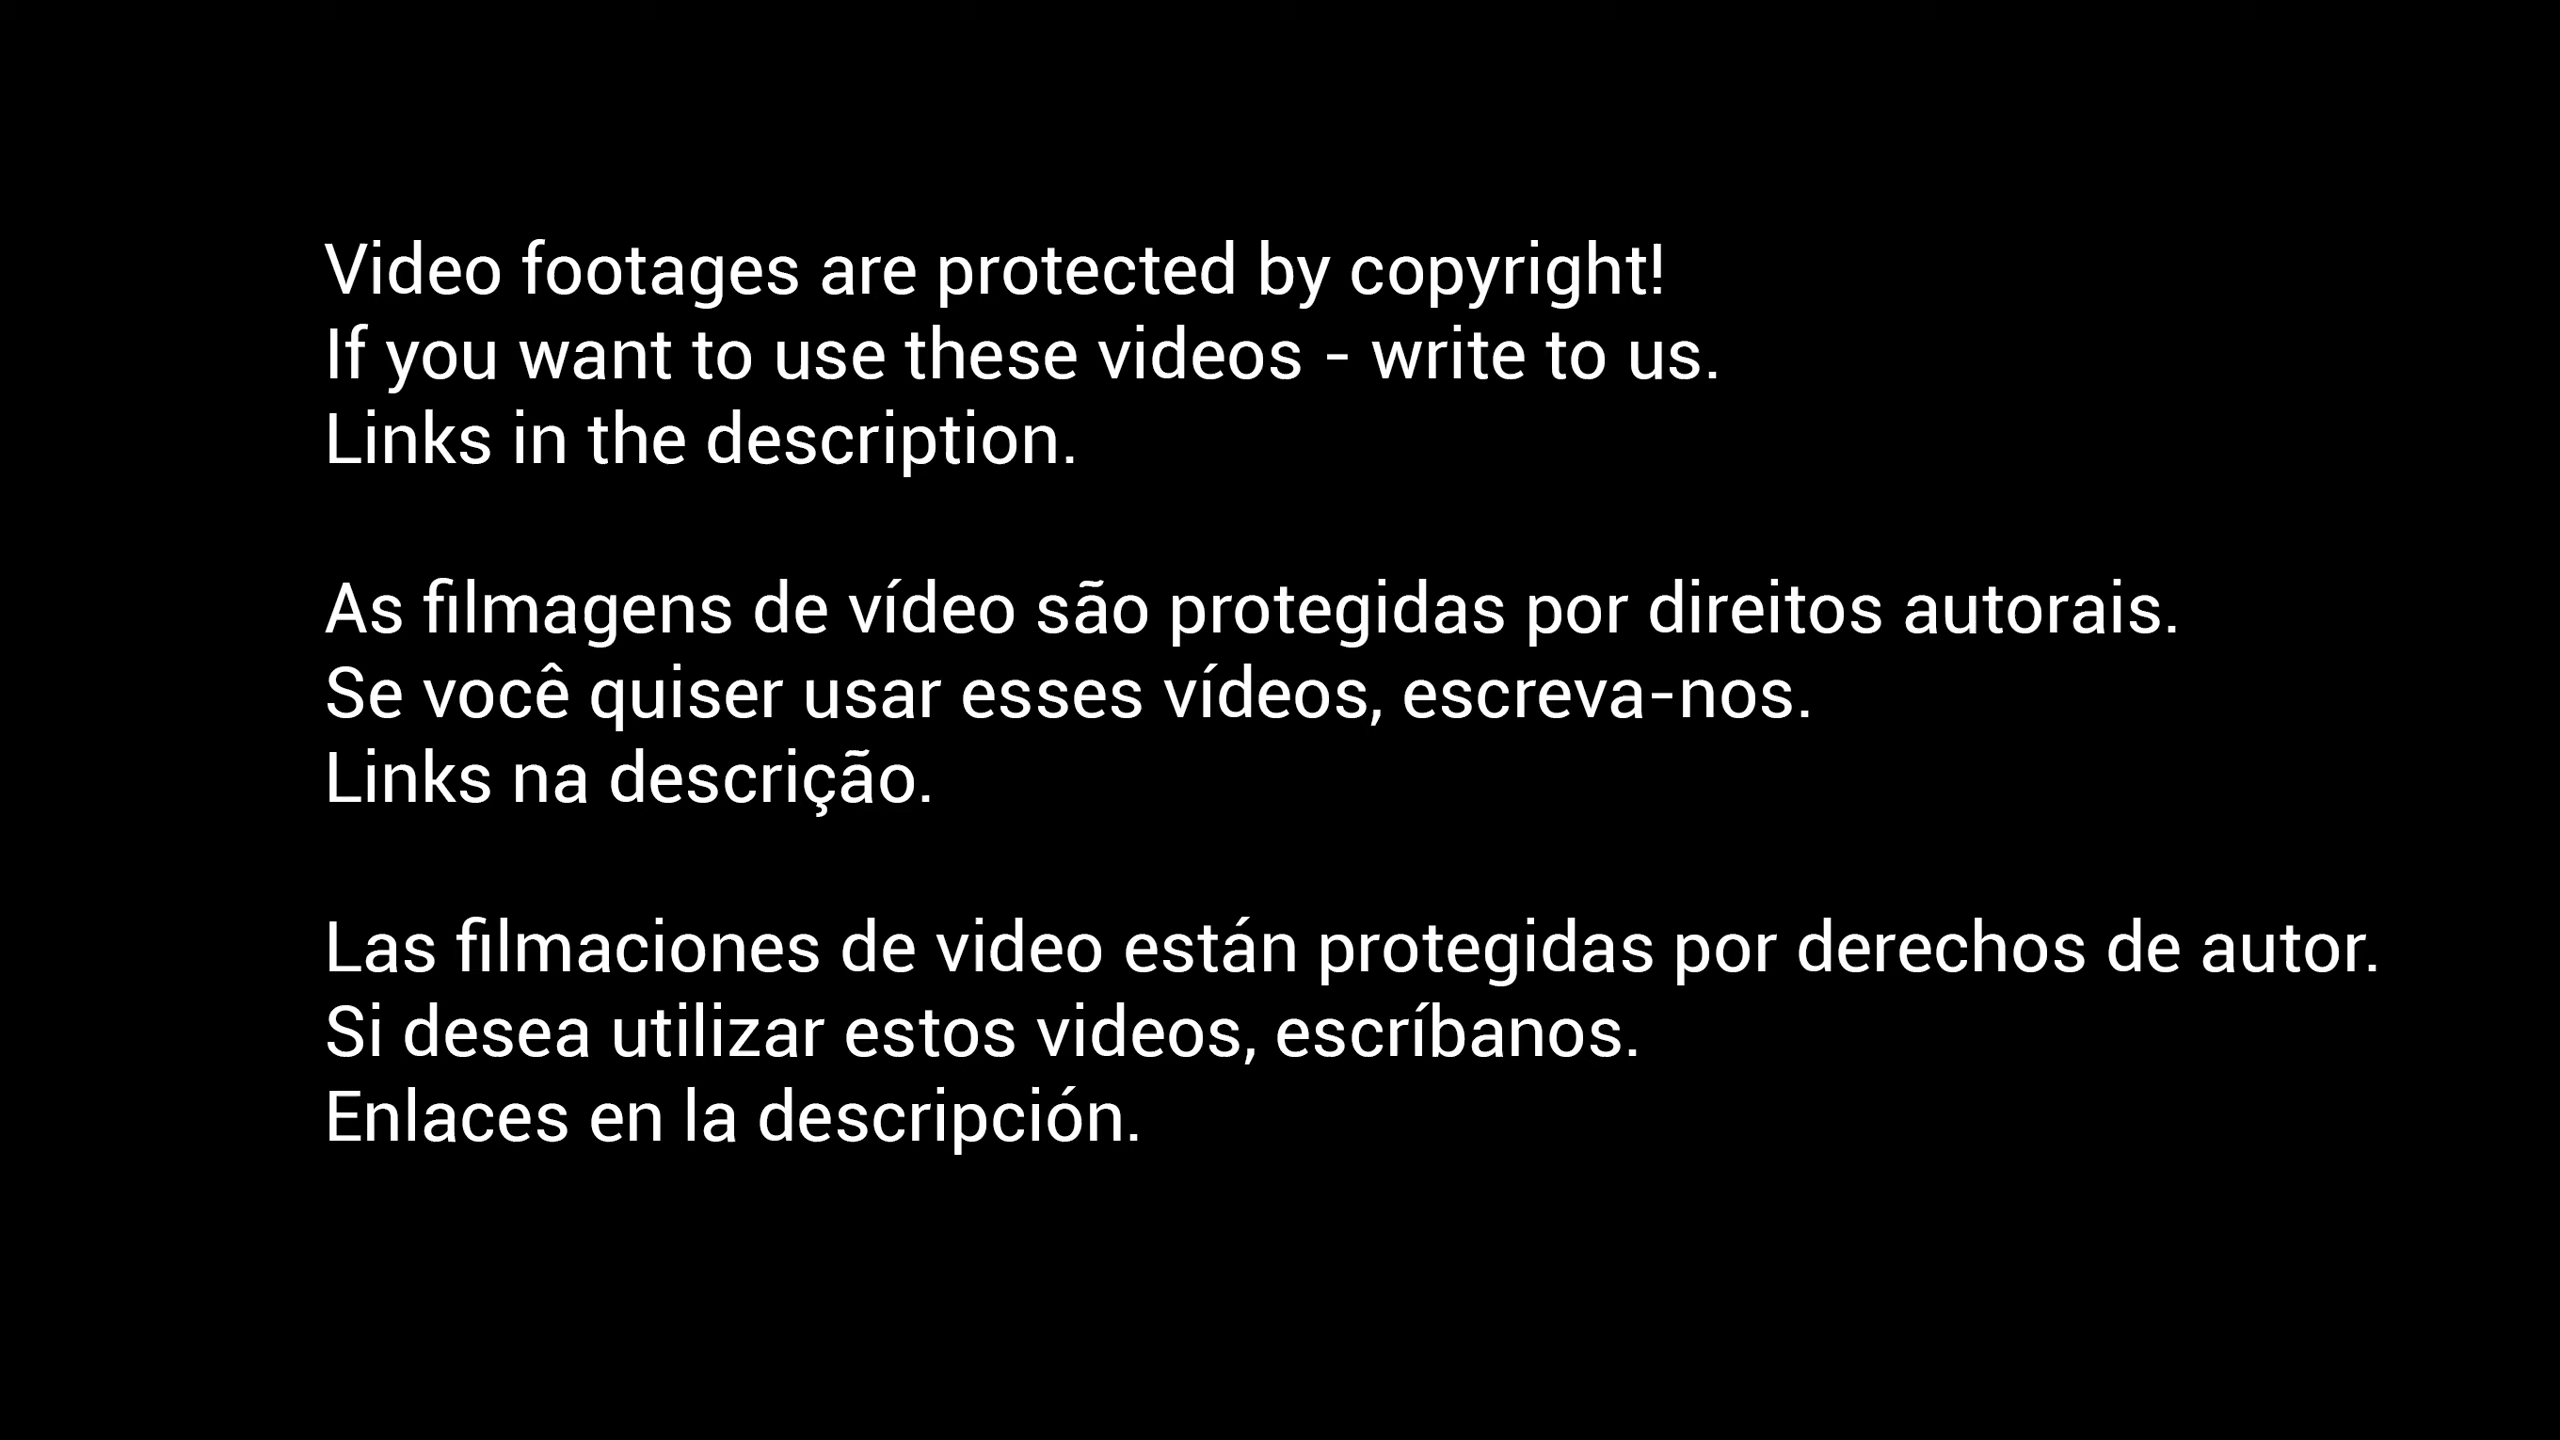 Video footages are protected by copyright!
If you want to use these videos - write to us.
Links in the description.
As filmagens de vídeo são protegidas por direitos autorais.
Se você quiser usar esses vídeos, escreva-nos.
Links na descrição.
Las filmaciones de video están protegidas por derechos de autor.
Si desea utilizar estos videos, escríbanos.
Enlaces en la descripción.